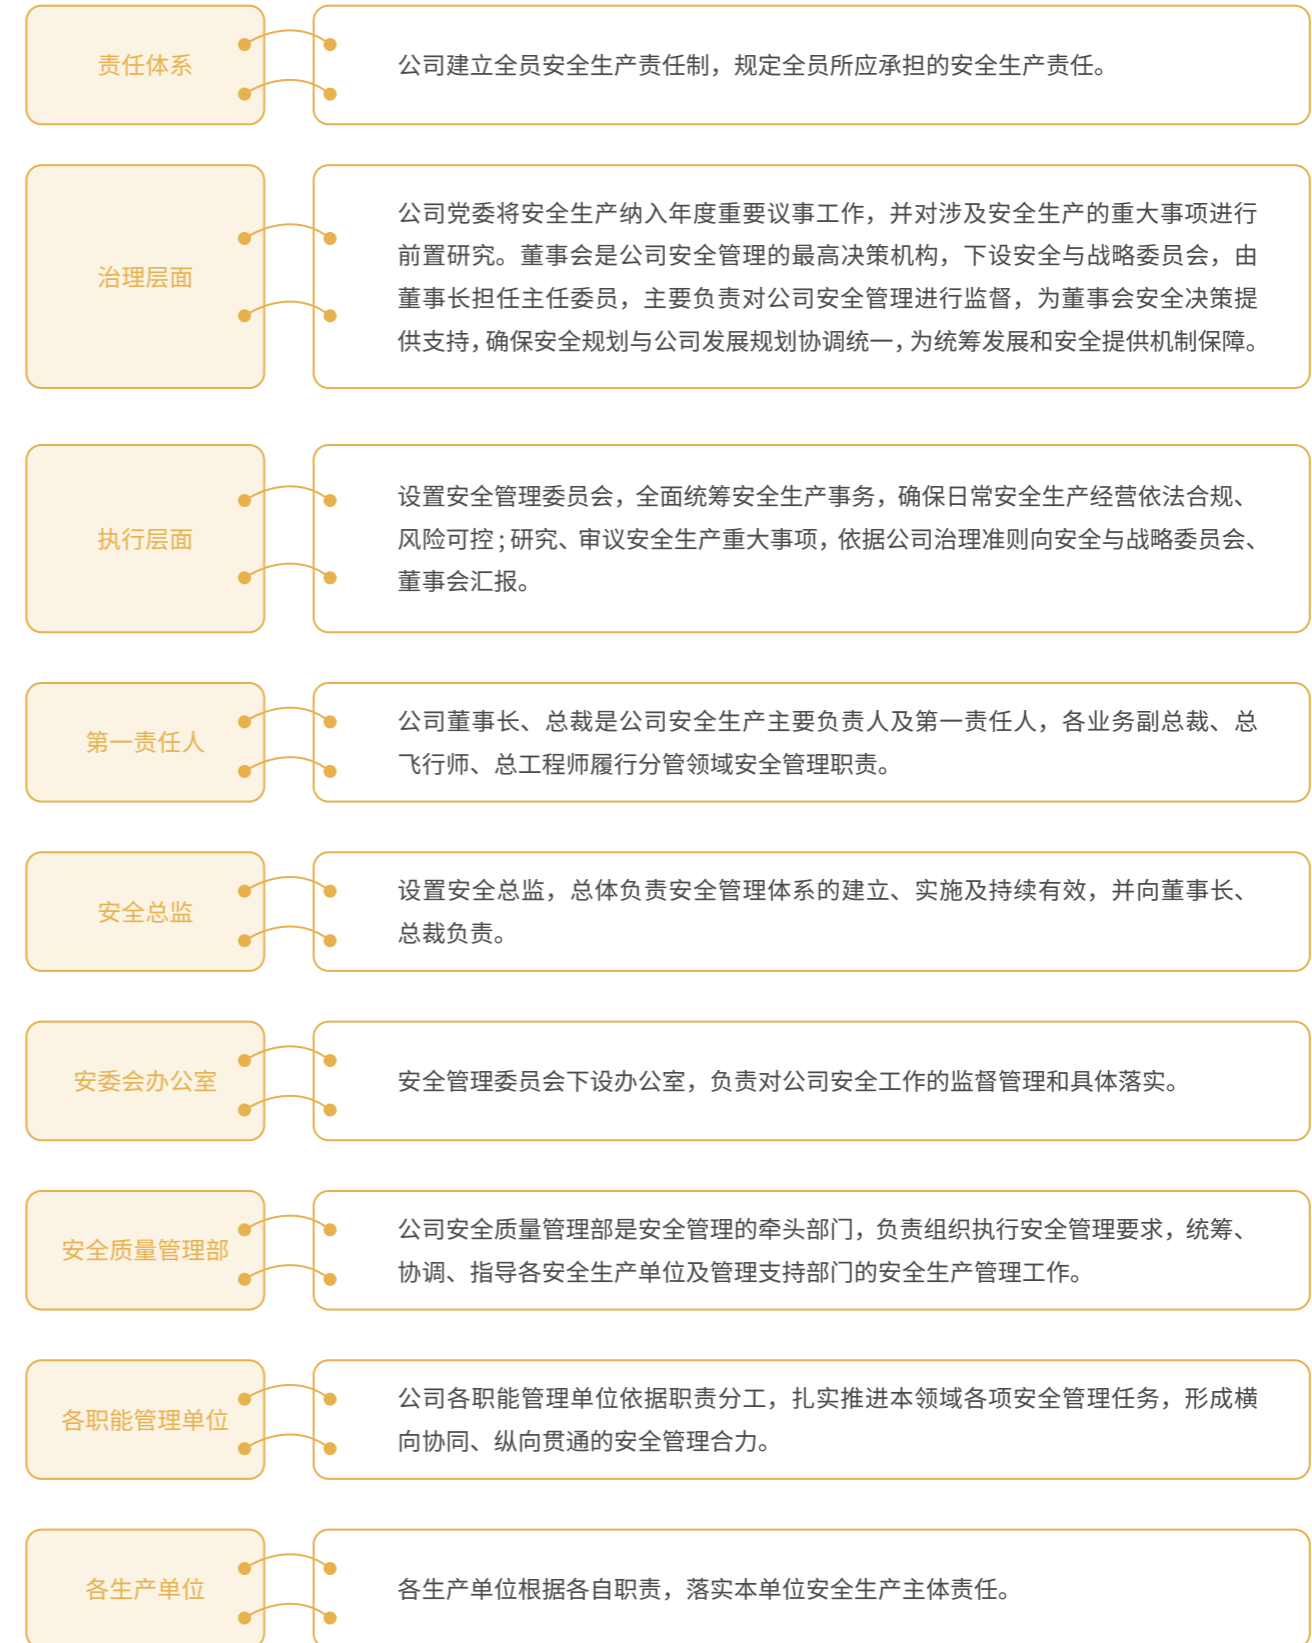 责任体系
公司建立全员安全生产责任制，规定全员所应承担的安全生产责任。
治理层面
公司党委将安全生产纳入年度重要议事工作，并对涉及安全生产的重大事项进行
前置研究。董事会是公司安全管理的最高决策机构，下设安全与战略委员会，由
董事长担任主任委员，主要负责对公司安全管理进行监督，为董事会安全决策提
供支持，确保安全规划与公司发展规划协调统一，为统筹发展和安全提供机制保障。
执行层面
设置安全管理委员会，全面统筹安全生产事务，确保日常安全生产经营依法合规、
风险可控；研究、审议安全生产重大事项，依据公司治理准则向安全与战略委员会、
董事会汇报。
第一责任人
公司董事长、总裁是公司安全生产主要负责人及第一责任人，各业务副总裁、总
飞行师、总工程师履行分管领域安全管理职责。
安全总监
设置安全总监，总体负责安全管理体系的建立、实施及持续有效，并向董事长、
总裁负责。
安委会办公室
安全管理委员会下设办公室，负责对公司安全工作的监督管理和具体落实。
安全质量管理部
公司安全质量管理部是安全管理的牵头部门，负责组织执行安全管理要求，统筹、
协调、指导各安全生产单位及管理支持部门的安全生产管理工作。
各职能管理单位
公司各职能管理单位依据职责分工，扎实推进本领域各项安全管理任务，形成横
向协同、纵向贯通的安全管理合力。
各生产单位
各生产单位根据各自职责，落实本单位安全生产主体责任。